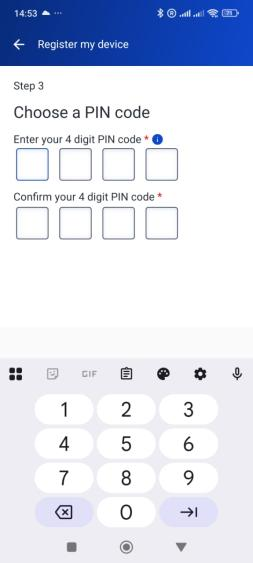 14:53
Register my device
Step 3
Choose a PIN code
Enter your 4 digit PIN code *
Confirm your 4 digit PIN code *
GIF
1 2 3
4 5 6
7 8 9
0